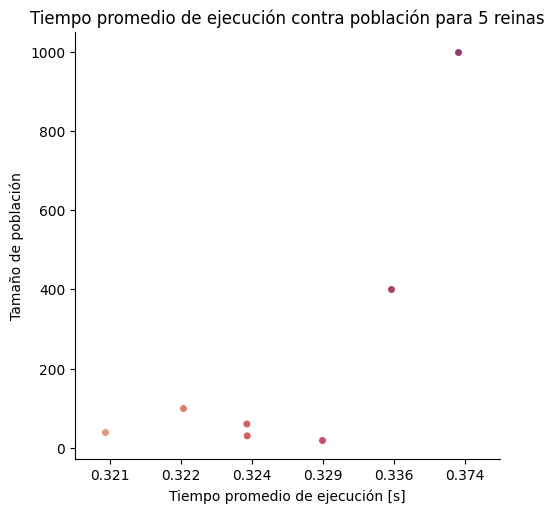 Tiempo promedio de ejecución contra población para 5 reinas
1000
800
600
400
200
0
Tamaño de población
0.321 0.322 0.324 0.329 0.336 0.374
Tiempo promedio de ejecución [s]